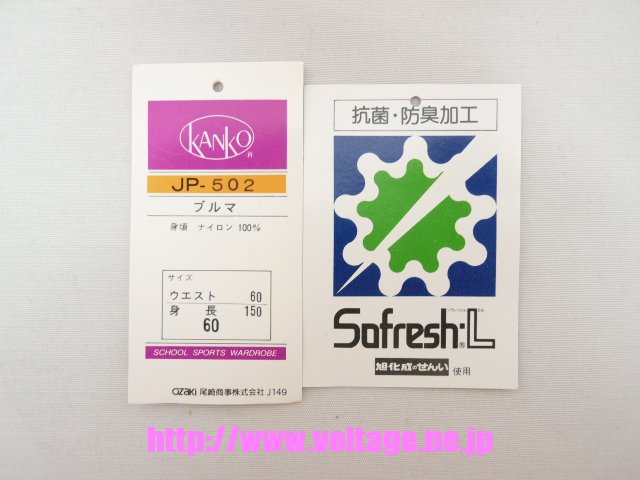 KANKO
R
JP-502
ブルマ
身頃 ナイロン 100%
サイズ
ウエスト 60
身長 150
60
SCHOOL SPORTS WARDROBE
OZAKI 尾崎商事株式会社 J149
抗菌・防臭加工
Sofresh:L
®
旭化成のせんい 使用
http://www.voltage.ne.jp